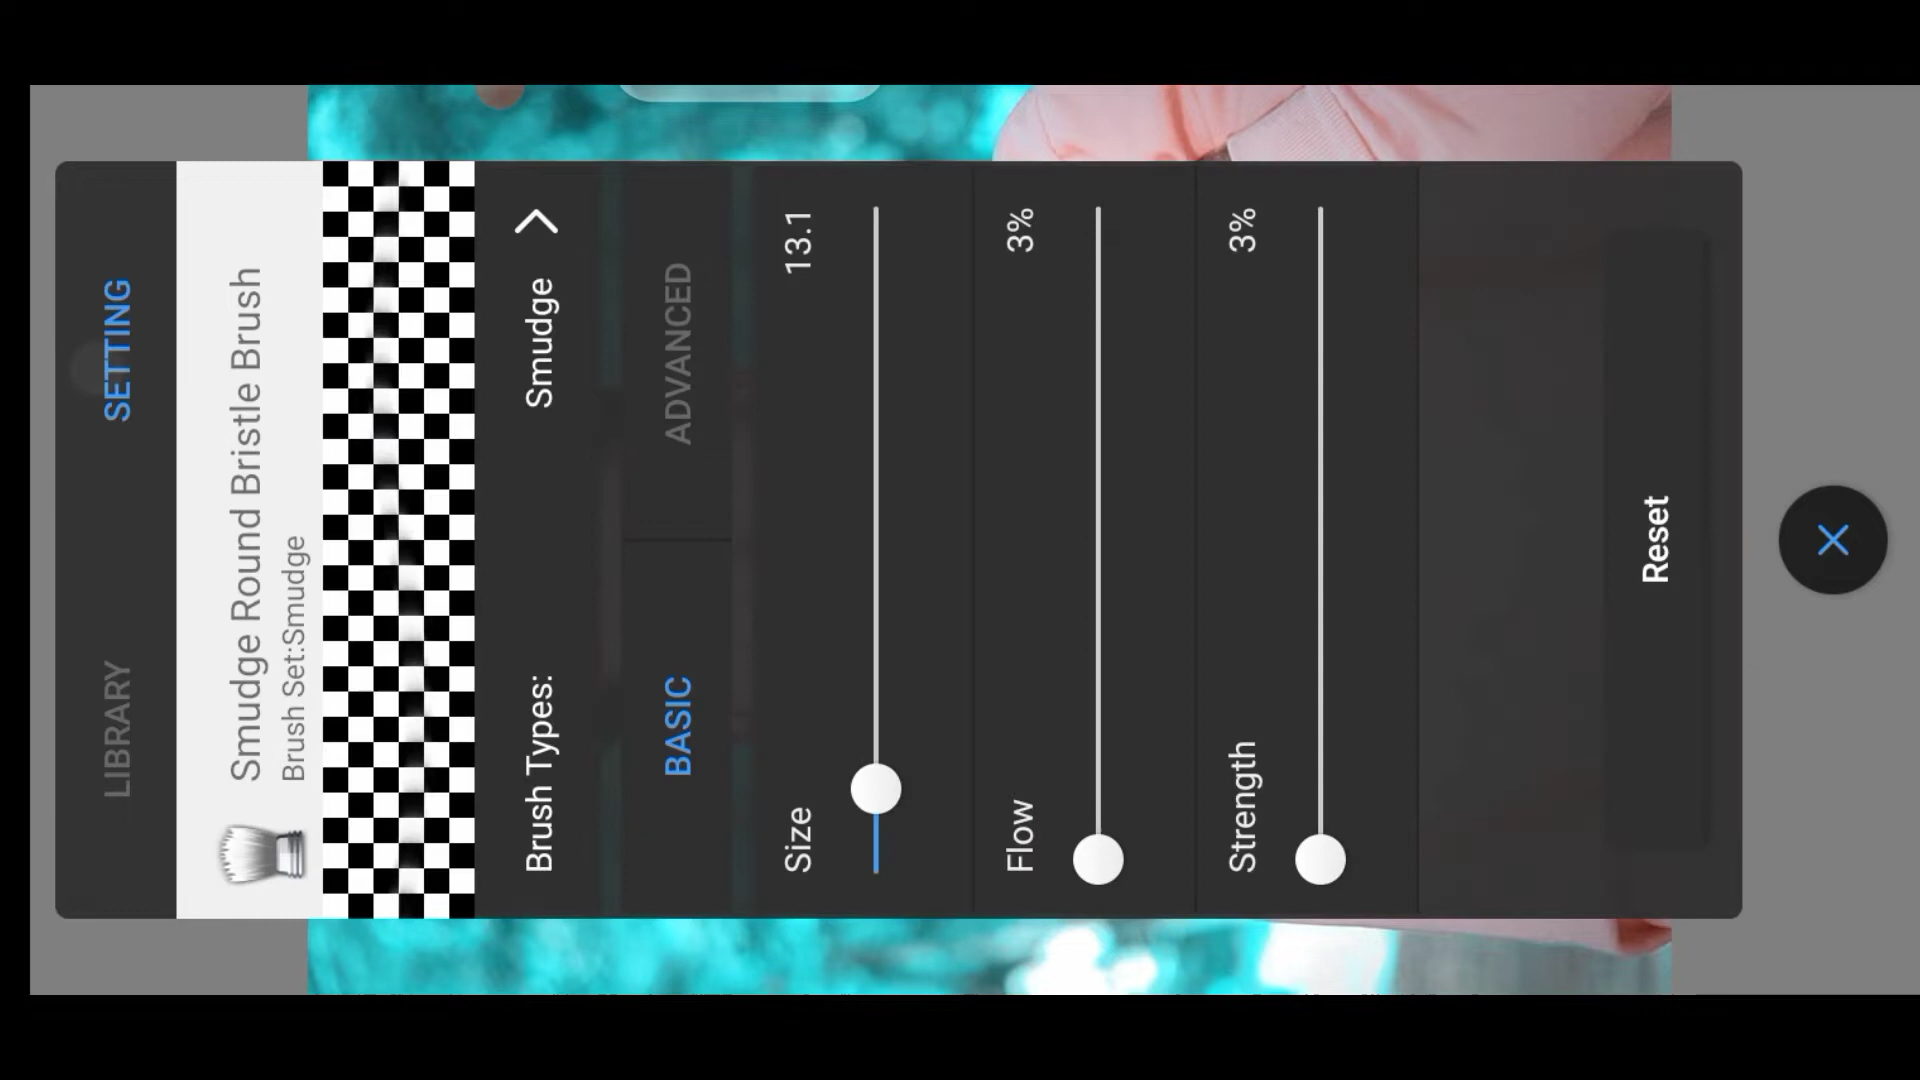 LIBRARY SETTING
Smudge Round Bristle Brush
Brush Set:Smudge
Brush Types: Smudge
BASIC ADVANCED
Size 13.1
Flow 3%
Strength 3%
Reset